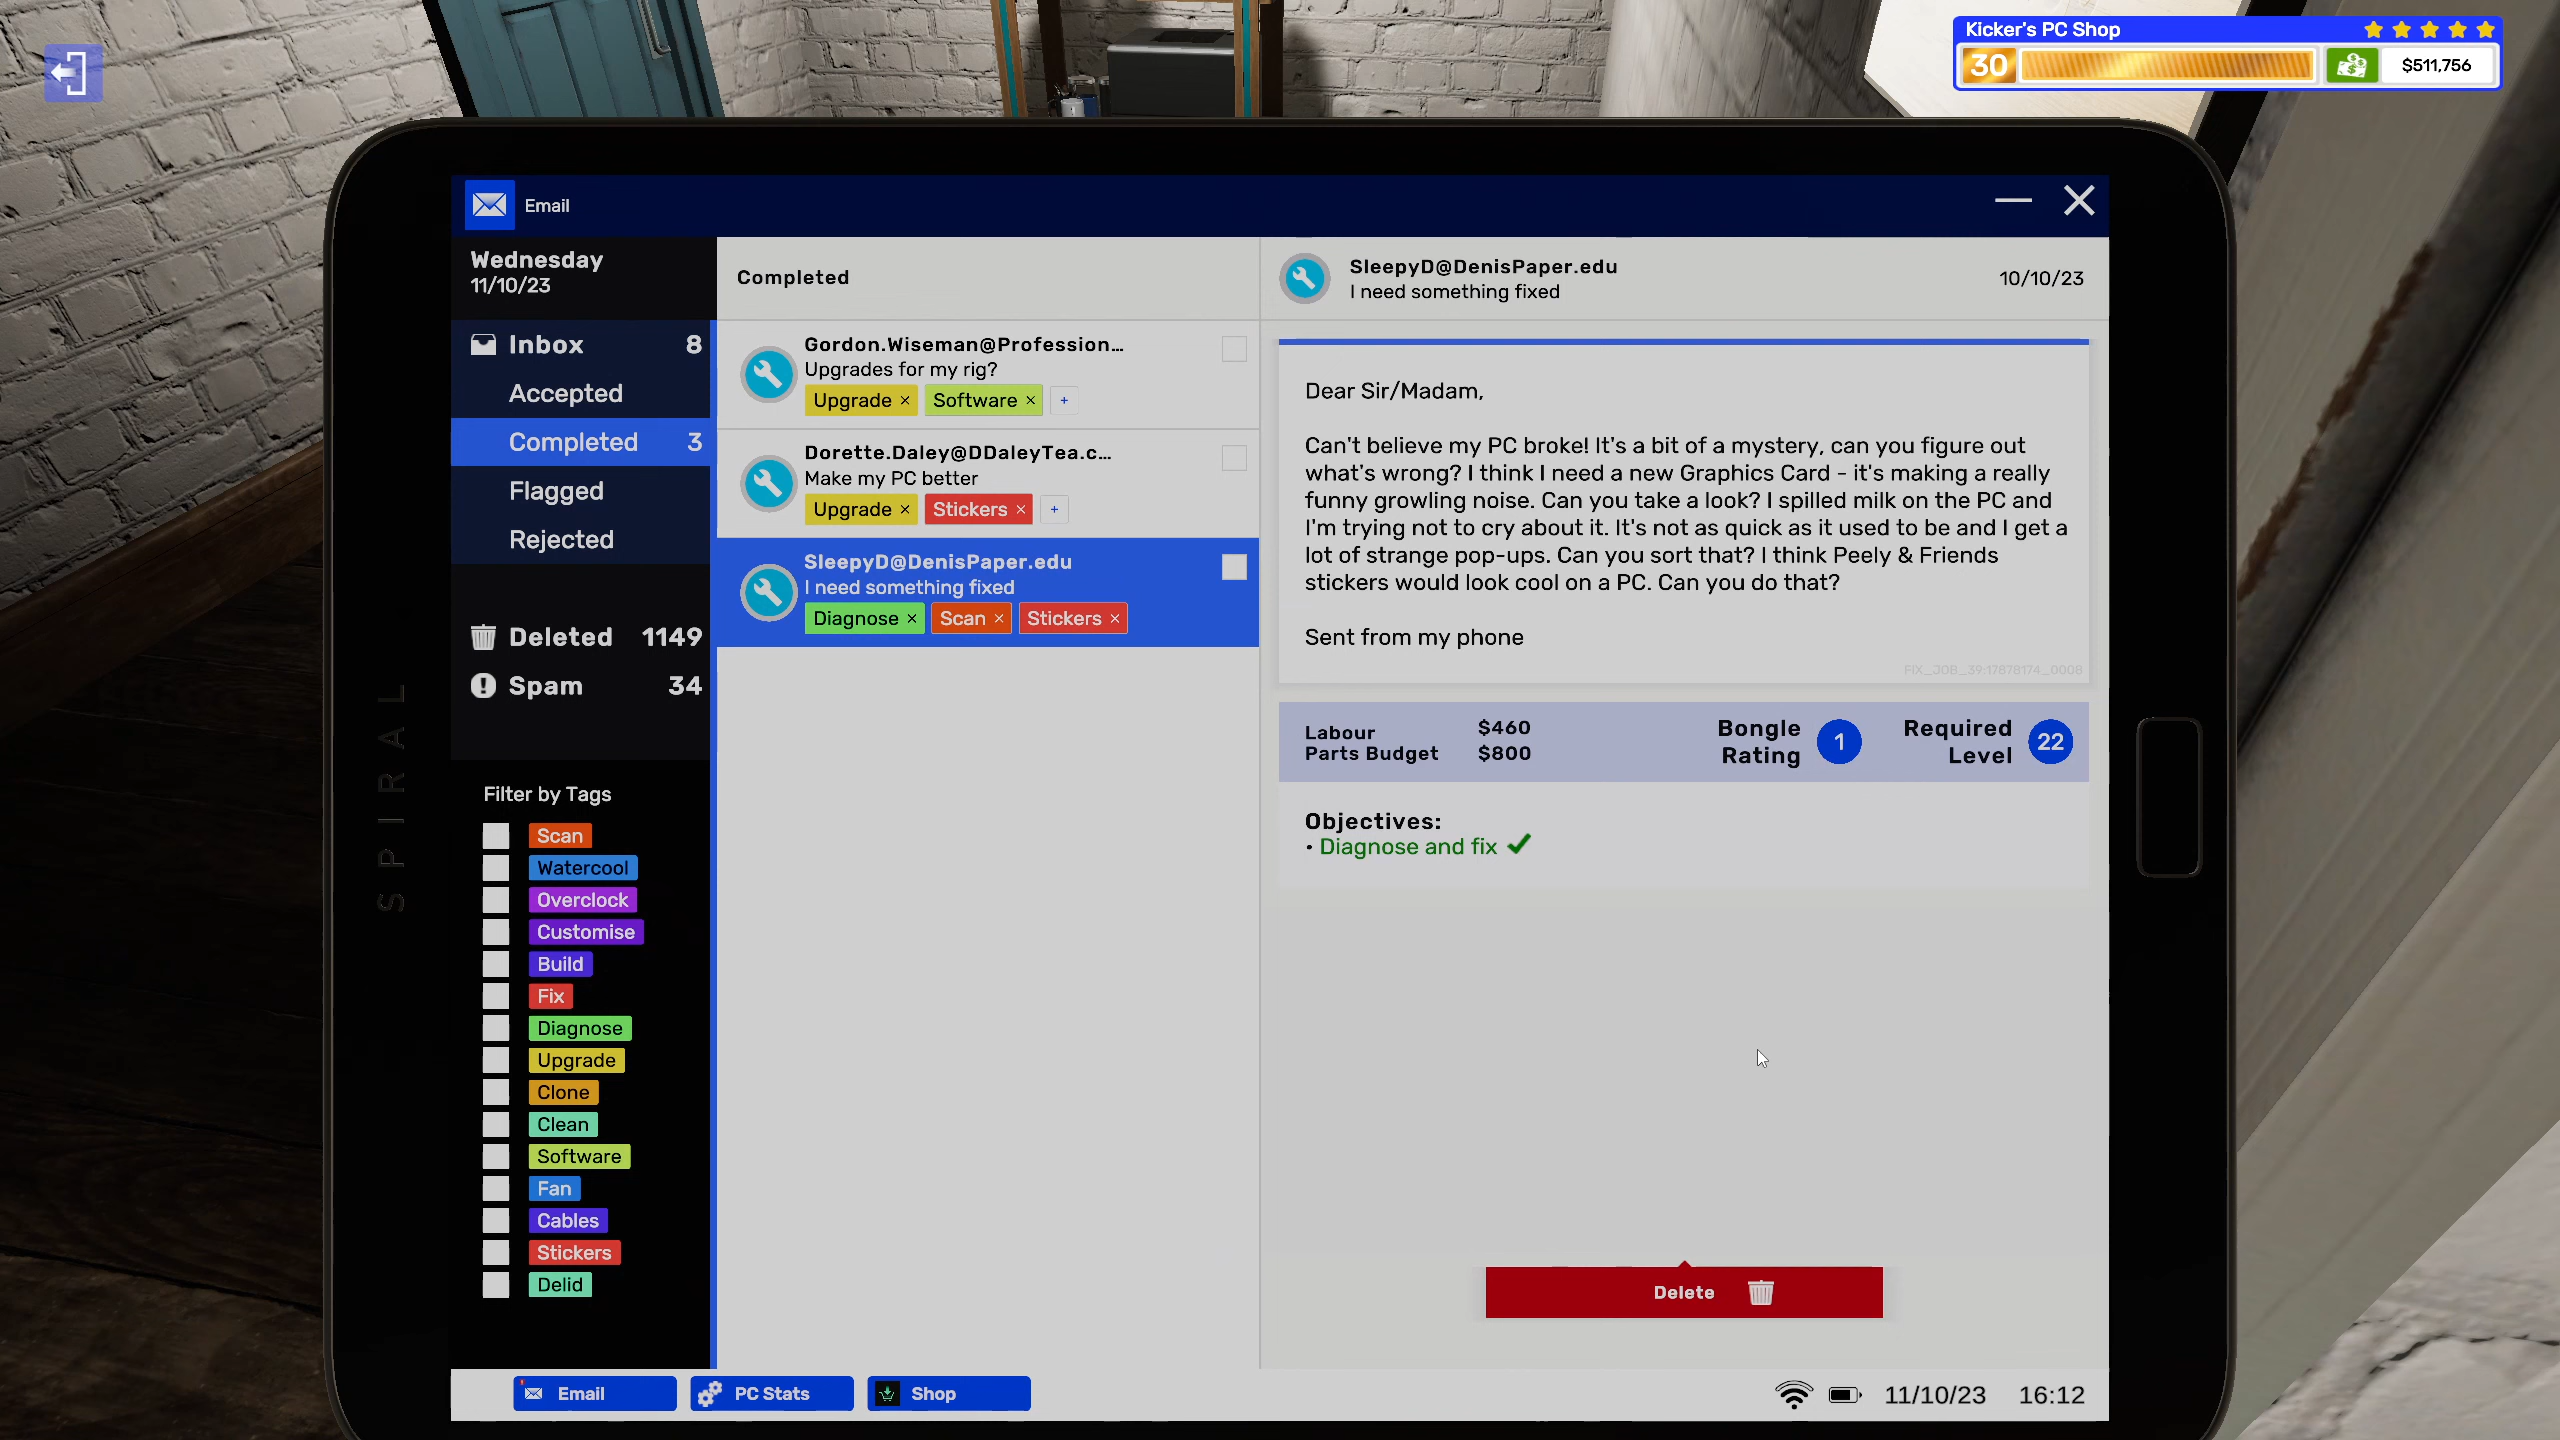 Kicker's PC Shop
30
$511,756
Email
Wednesday
11/10/23
Inbox 8
Accepted
Completed 3
Flagged
Rejected
Deleted 1149
Spam 34
Filter by Tags
Scan
Watercool
Overclock
Customise
Build
Fix
Diagnose
Upgrade
Clone
Clean
Software
Fan
Cables
Stickers
Delid
Completed
Gordon.Wiseman@Profession...
Upgrades for my rig?
Upgrade × Software × +
Dorette.Daley@DDaleyTea.c...
Make my PC better
Upgrade × Stickers × +
SleepyD@DenisPaper.edu
I need something fixed
Diagnose × Scan × Stickers ×
SleepyD@DenisPaper.edu
I need something fixed
10/10/23
Dear Sir/Madam,
Can't believe my PC broke! It's a bit of a mystery, can you figure out
what's wrong? I think I need a new Graphics Card - it's making a really
funny growling noise. Can you take a look? I spilled milk on the PC and
I'm trying not to cry about it. It's not as quick as it used to be and I get a
lot of strange pop-ups. Can you sort that? I think Peely & Friends
stickers would look cool on a PC. Can you do that?
Sent from my phone
FIX_JOB_39:17878174_0008
Labour $460
Parts Budget $800
Bongle
Rating
1
Required
Level
22
Objectives:
• Diagnose and fix
Delete
Email
PC Stats
Shop
11/10/23 16:12
SPIRAL